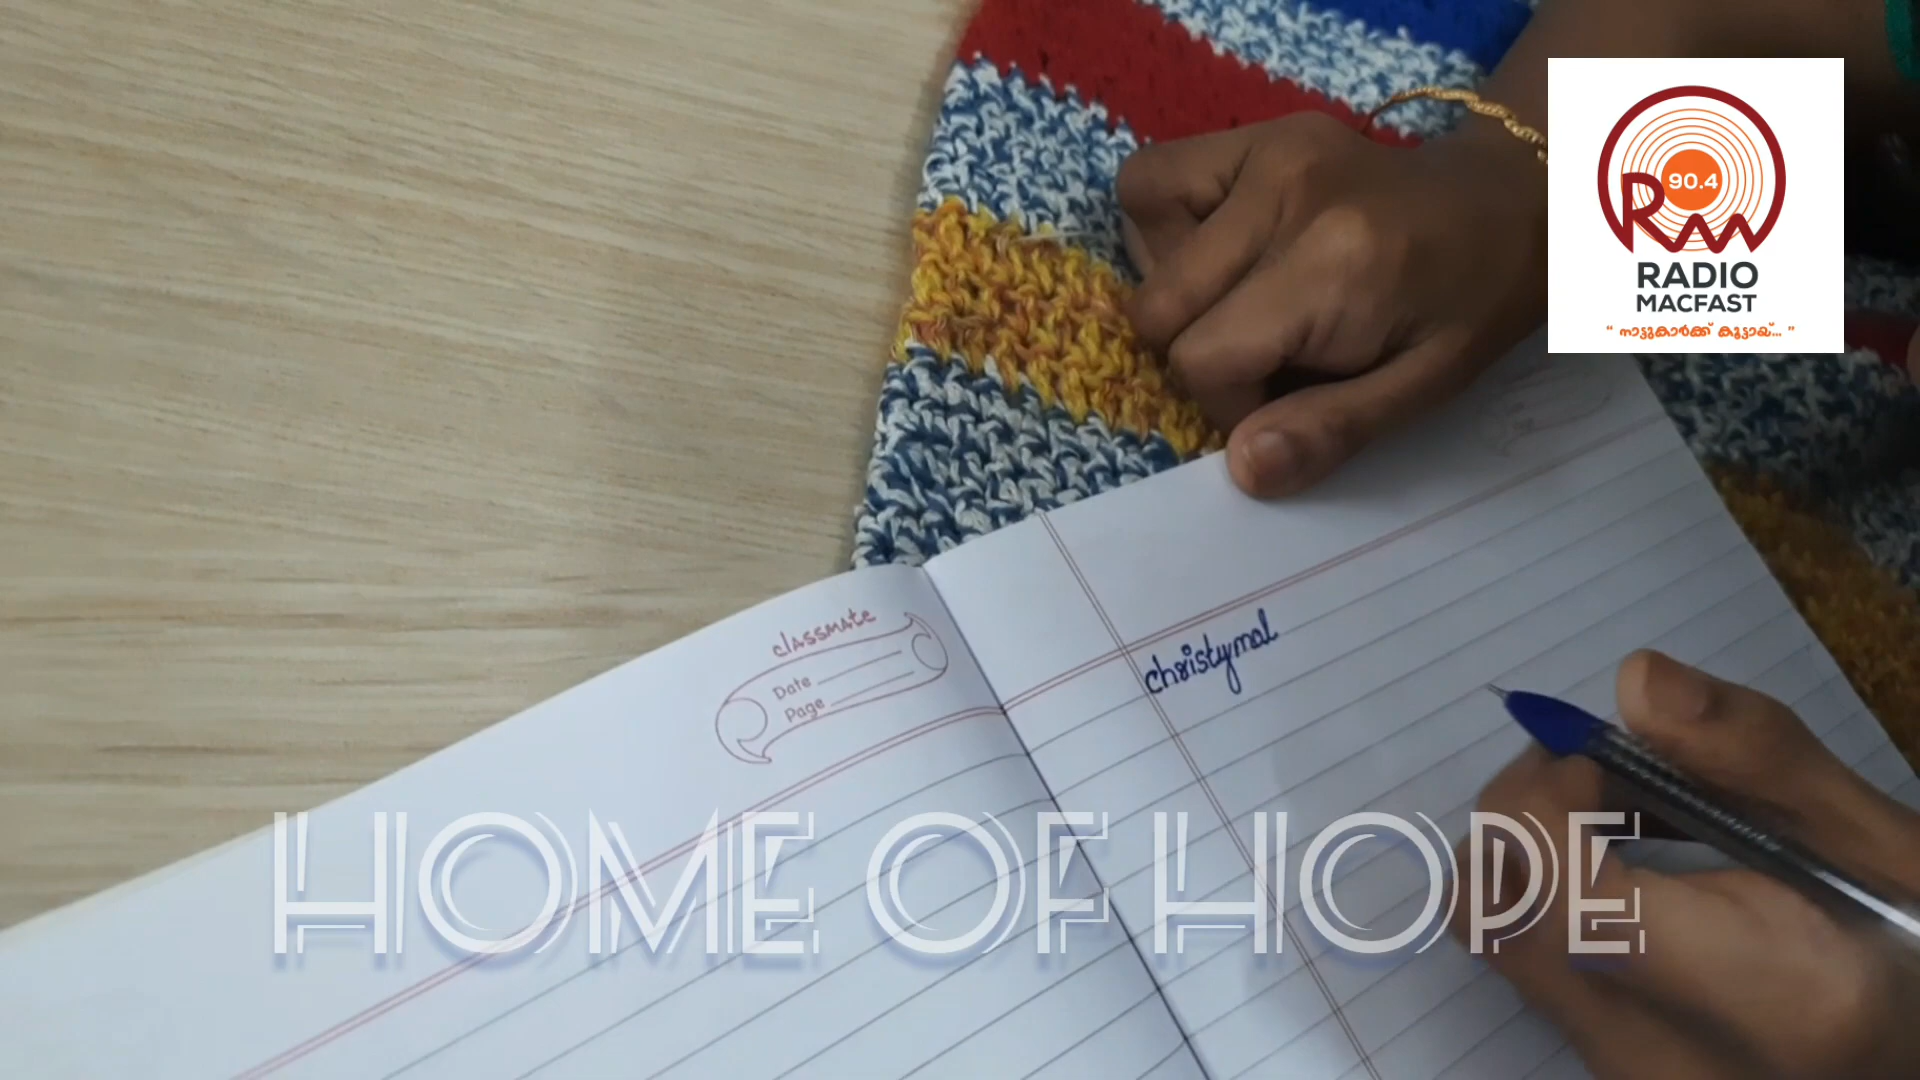 90.4
RADIO
MACFAST
" നാട്ടുകാർക്ക് കൂട്ടായ്... "
classmate
Date
Page
christymol
HOME OF HOPE